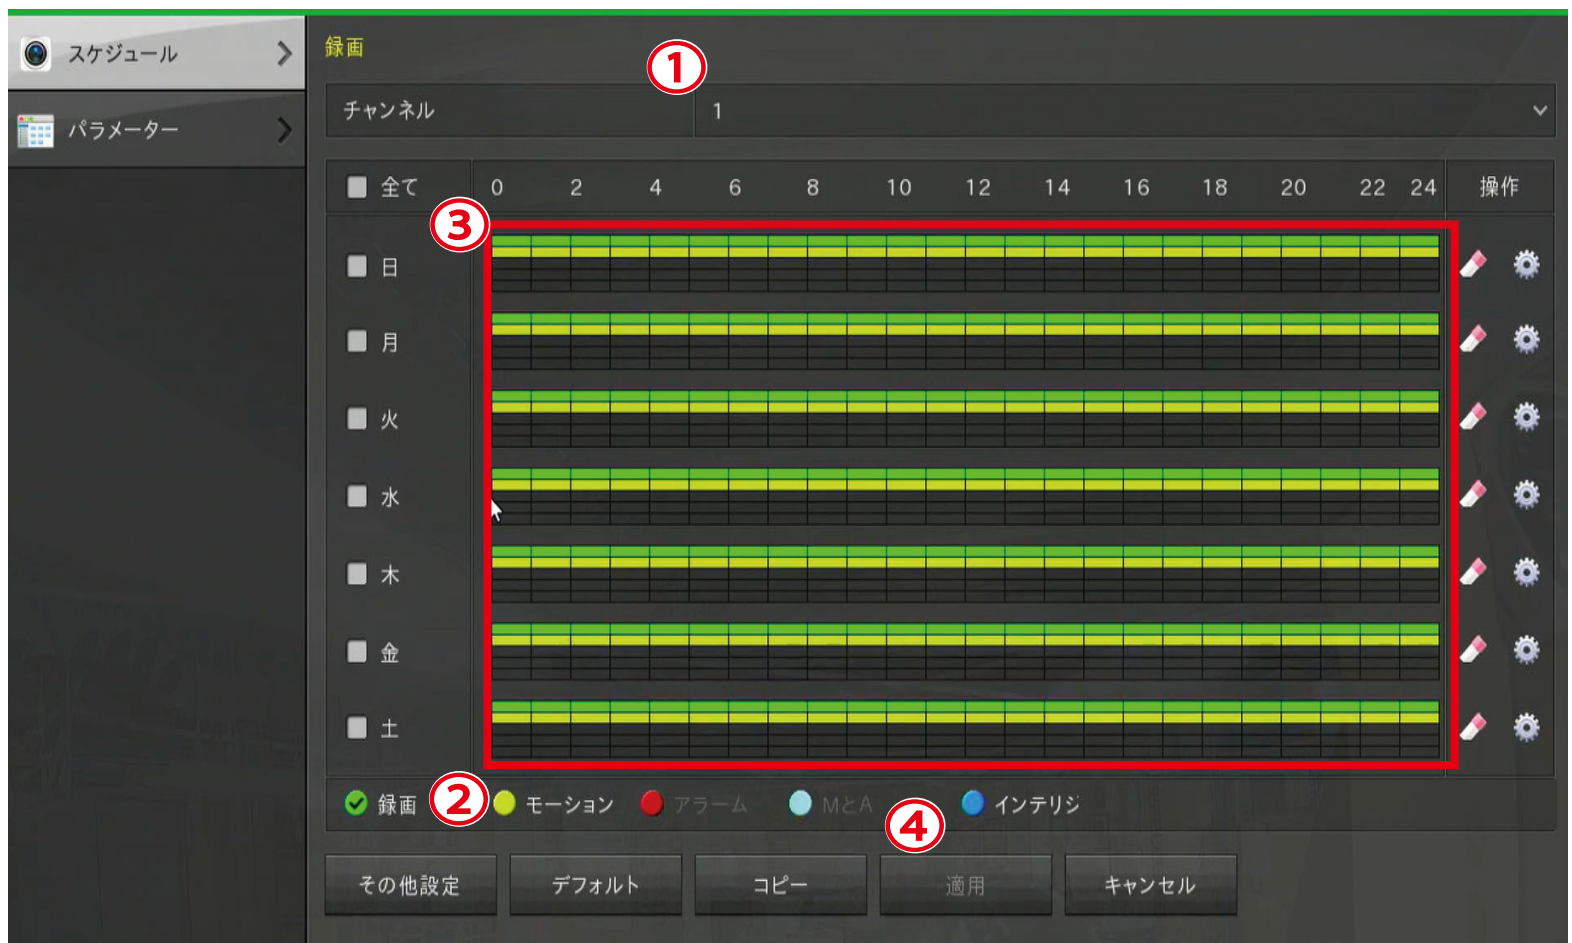 スケジュール
パラメーター
録画
①
チャンネル 1
全て 0 2 4 6 8 10 12 14 16 18 20 22 24 操作
③
日
月
火
水
木
金
土
録画 ② モーション アラーム MとA インテリジ
④
その他設定 デフォルト コピー 適用 キャンセル